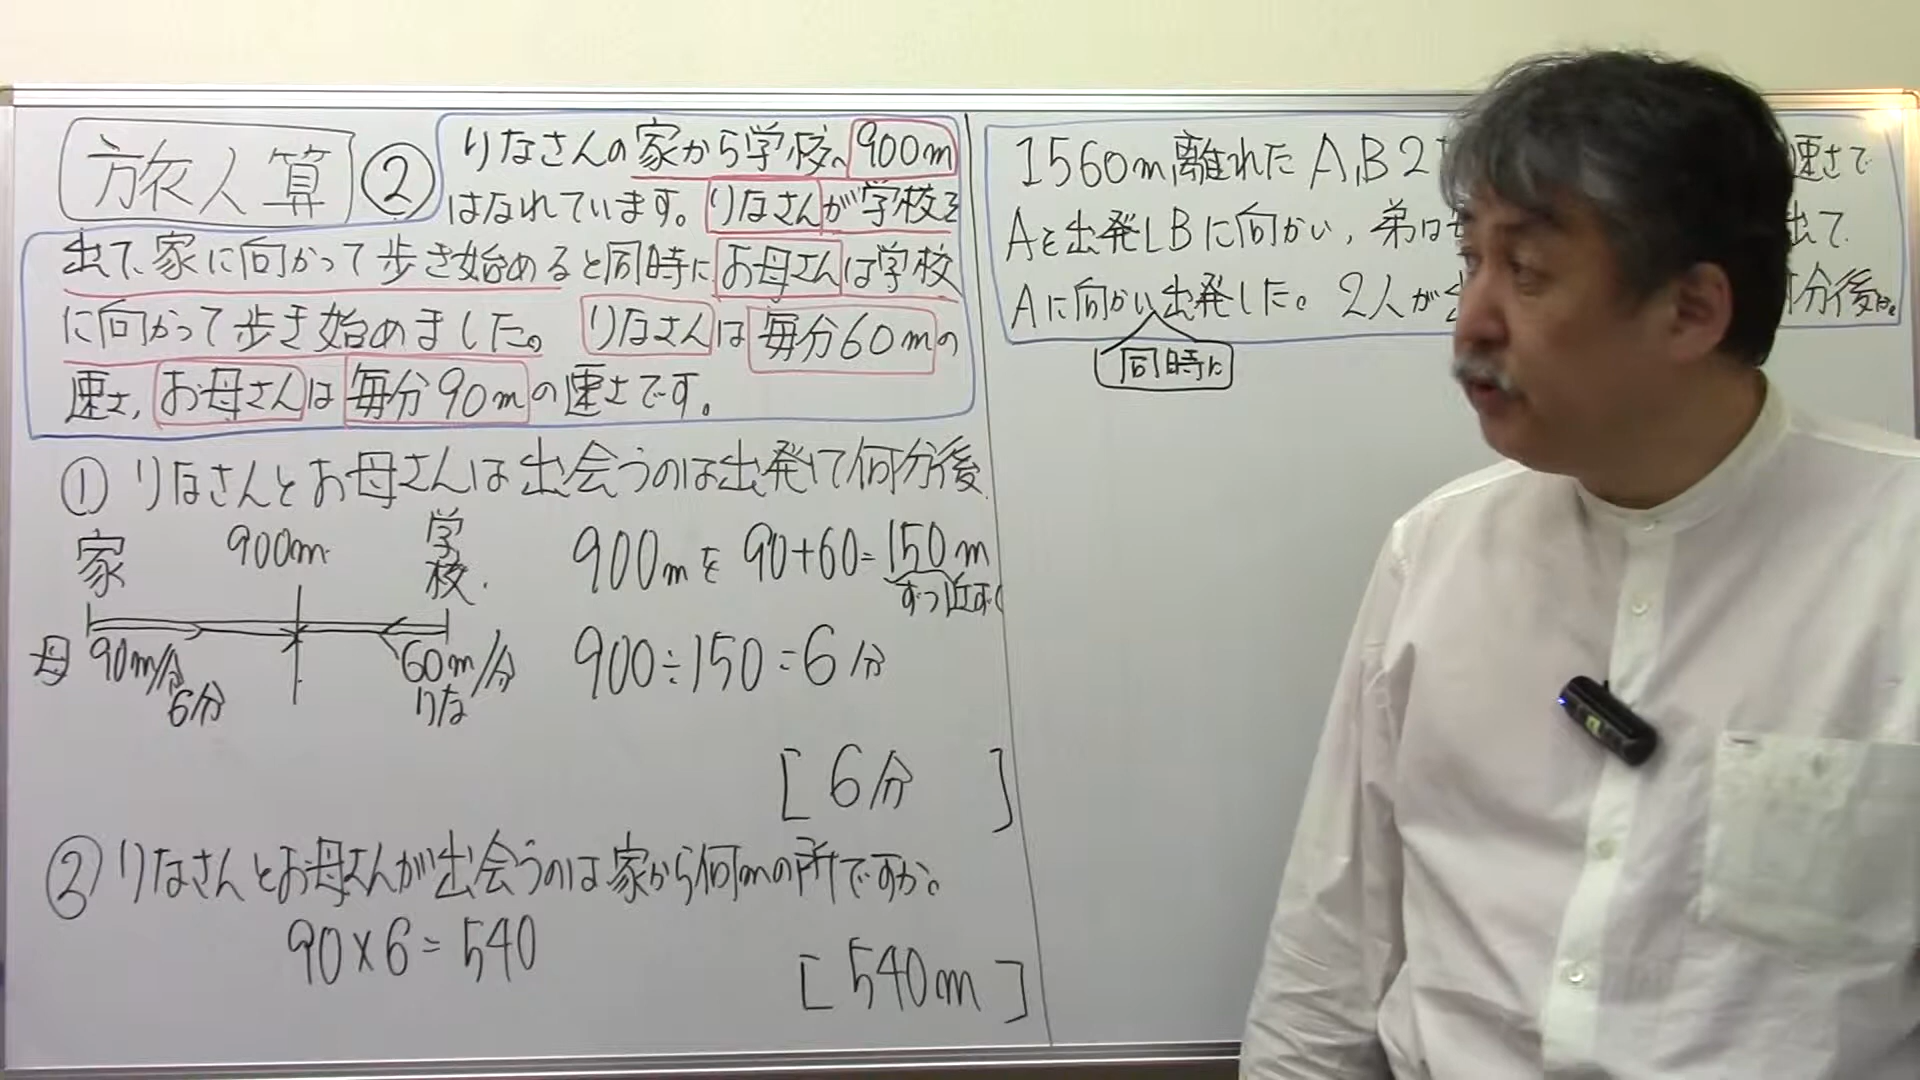 旅人算 ②
りなさんの家から学校、900m
はなれています。りなさんが学校を
出て、家に向かって歩き始めると同時にお母さんは学校
に向かって歩き始めました。りなさんは毎分60mの
速さ、お母さんは毎分90mの速さです。
① りなさんとお母さんは出会うのは出発して何分後
家 900m 学校
母 90m/分 60m/分
6分 りな
900mを 90+60=150m
ずつ近ずく
900÷150=6分
[ 6分 ]
② りなさんとお母さんが出会うのは家から何mの所ですか。
90×6=540
[ 540m ]
1560m離れたA,B2 速さで
Aを出発しBに向かい、弟は 出て
Aに向かい出発した。2人が 何分後は。
同時に